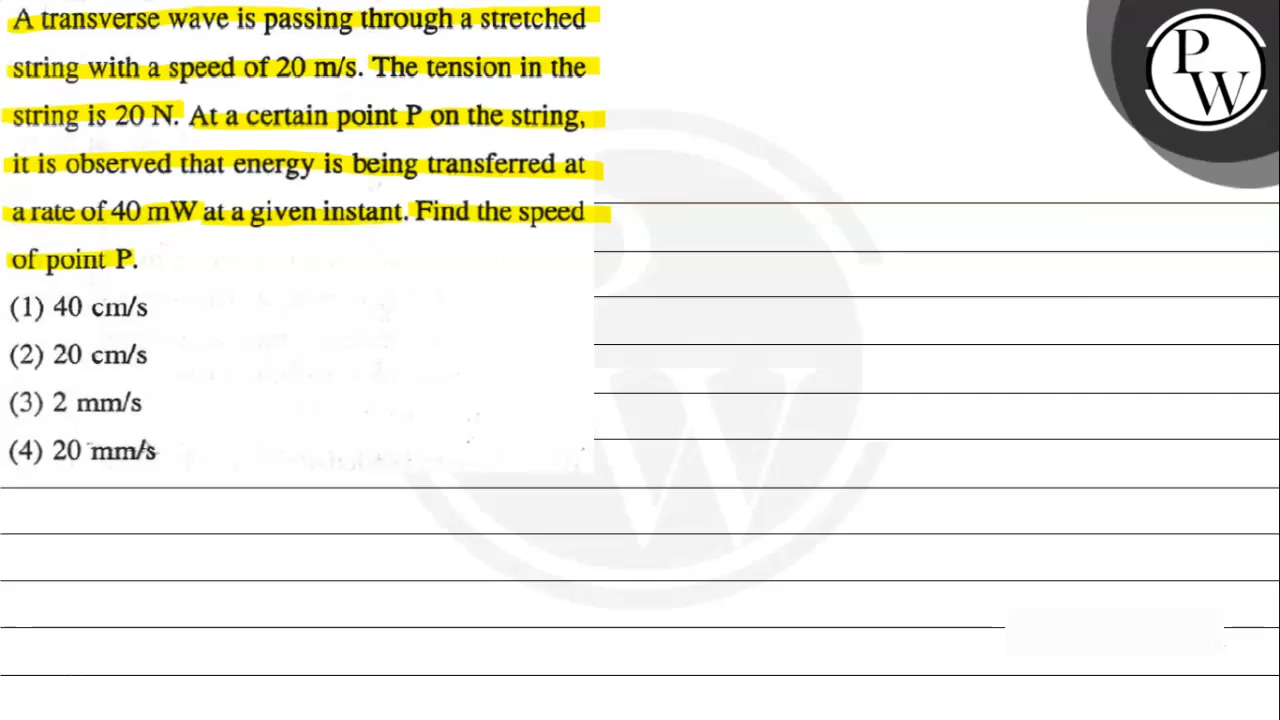 A transverse wave is passing through a stretched
string with a speed of 20 m/s. The tension in the
string is 20 N. At a certain point P on the string,
it is observed that energy is being transferred at
a rate of 40 mW at a given instant. Find the speed
of point P.
(1) 40 cm/s
(2) 20 cm/s
(3) 2 mm/s
(4) 20 mm/s
P
W